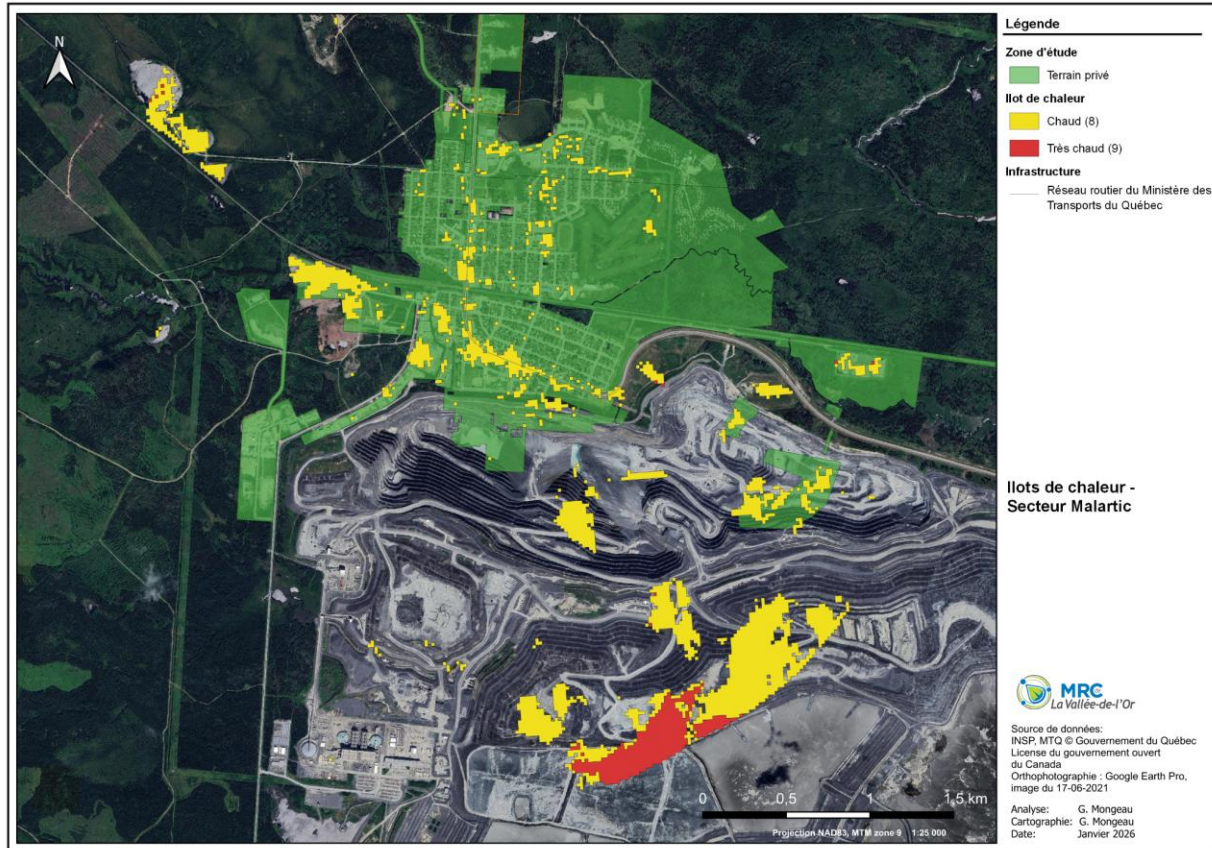 N
Légende
Zone d'étude
Terrain privé
Ilot de chaleur
Chaud (8)
Très chaud (9)
Infrastructure
Réseau routier du Ministère des
Transports du Québec
Ilots de chaleur -
Secteur Malartic
MRC
La Vallée-de-l'Or
Source de données:
INSP, MTQ © Gouvernement du Québec
License du gouvernement ouvert
du Canada
Orthophotographie : Google Earth Pro,
image du 17-06-2021
Analyse: G. Mongeau
Cartographie: G. Mongeau
Date: Janvier 2026
0 0,5 1 1,5 km
Projection NAD83, MTM zone 9 1:25 000